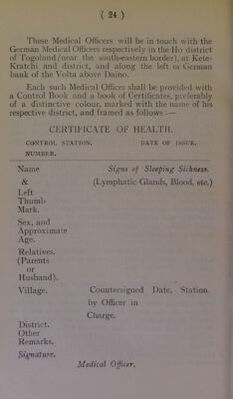 ( 24 )
These Medical Officers will be in touch with the
German Medical Officers respectively in the Ho district
of Togoland (near the south-eastern border), at Kete-
Kratchi and district, and along the left or German
bank of the Volta above Daino.
Each such Medical Officer shall be provided with
a Control Book and a book of Certificates, preferably
of a distinctive colour, marked with the name of his
respective district, and framed as follows :—
CERTIFICATE OF HEALTH.
CONTROL STATION. DATE OF ISSUE.
NUMBER.
Name Signs of Sleeping Sickness.
& (Lymphatic Glands, Blood, etc.)
Left
Thumb
Mark.
Sex, and
Approximate
Age.
Relatives.
(Parents
or
Husband).
Village. Countersigned Date. Station.
by Officer in
Charge.
District.
Other
Remarks.
Signature.
Medical Officer.